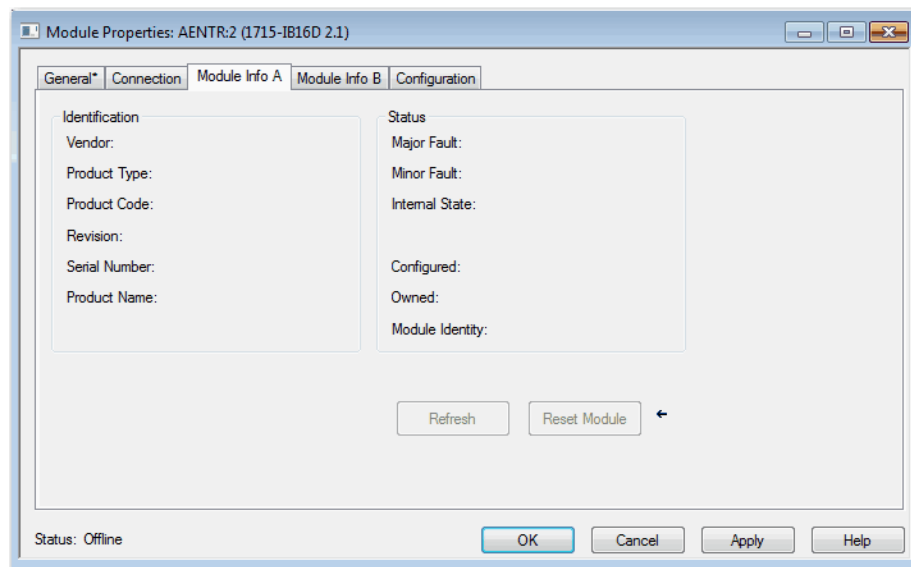 Module Properties: AENTR:2 (1715-IB16D 2.1)
General* Connection Module Info A Module Info B Configuration
Identification
Vendor:
Product Type:
Product Code:
Revision:
Serial Number:
Product Name:
Status
Major Fault:
Minor Fault:
Internal State:
Configured:
Owned:
Module Identity:
Refresh Reset Module ←
Status: Offline OK Cancel Apply Help